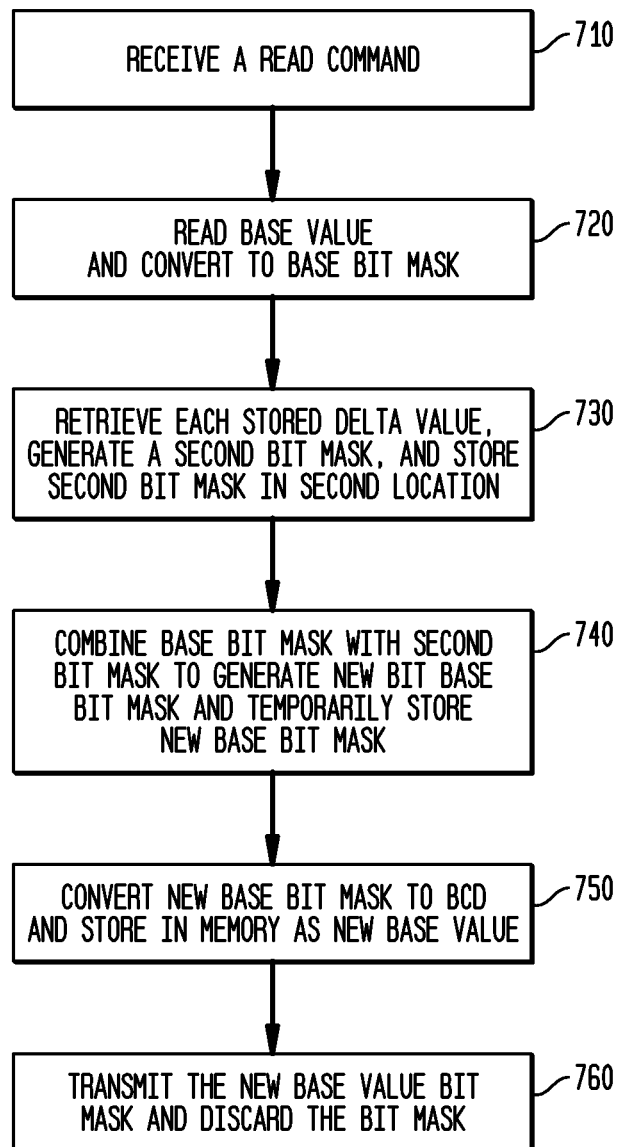 RECEIVE A READ COMMAND
710
READ BASE VALUE
AND CONVERT TO BASE BIT MASK
720
RETRIEVE EACH STORED DELTA VALUE,
GENERATE A SECOND BIT MASK, AND STORE
SECOND BIT MASK IN SECOND LOCATION
730
COMBINE BASE BIT MASK WITH SECOND
BIT MASK TO GENERATE NEW BIT BASE
BIT MASK AND TEMPORARILY STORE
NEW BASE BIT MASK
740
CONVERT NEW BASE BIT MASK TO BCD
AND STORE IN MEMORY AS NEW BASE VALUE
750
TRANSMIT THE NEW BASE VALUE BIT
MASK AND DISCARD THE BIT MASK
760